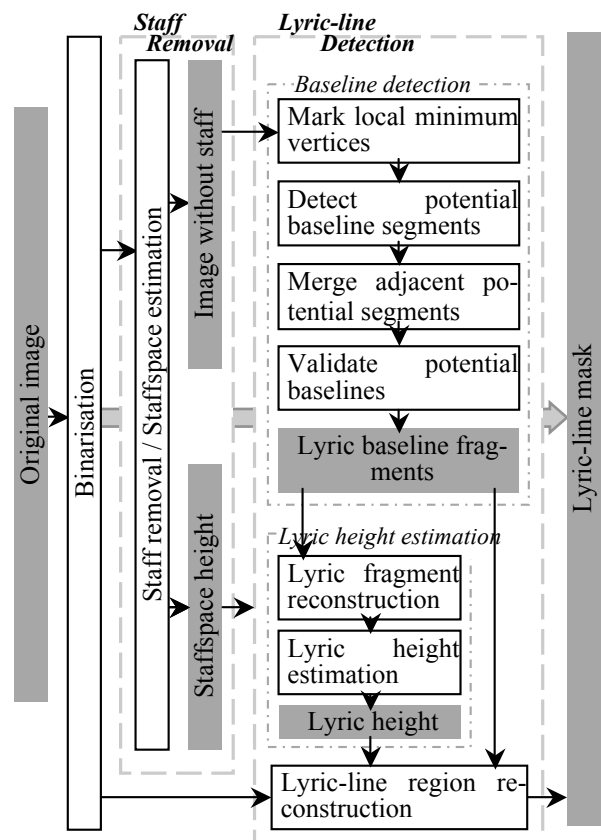 Original image
Binarisation
Staff
Removal
Staff removal / Staffspace estimation
Image without staff
Staffspace height
Lyric-line
Detection
Baseline detection
Mark local minimum
vertices
Detect potential
baseline segments
Merge adjacent po-
tential segments
Validate potential
baselines
Lyric baseline frag-
ments
Lyric height estimation
Lyric fragment
reconstruction
Lyric height
estimation
Lyric height
Lyric-line region re-
construction
Lyric-line mask